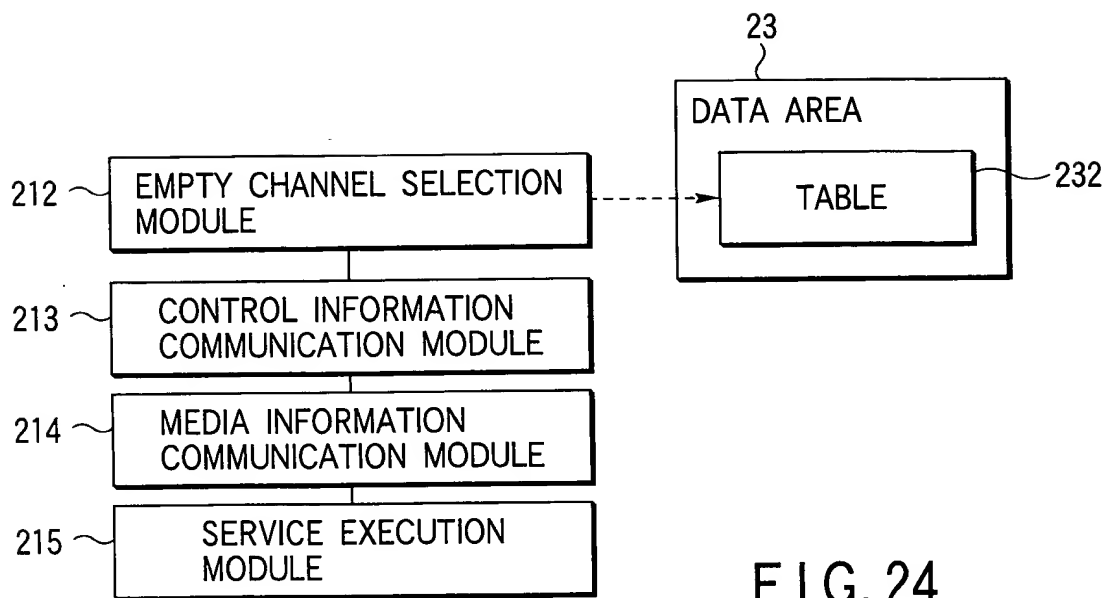 23
DATA AREA
TABLE
232
212
EMPTY CHANNEL SELECTION
MODULE
213
CONTROL INFORMATION
COMMUNICATION MODULE
214
MEDIA INFORMATION
COMMUNICATION MODULE
215
SERVICE EXECUTION
MODULE
FIG. 24